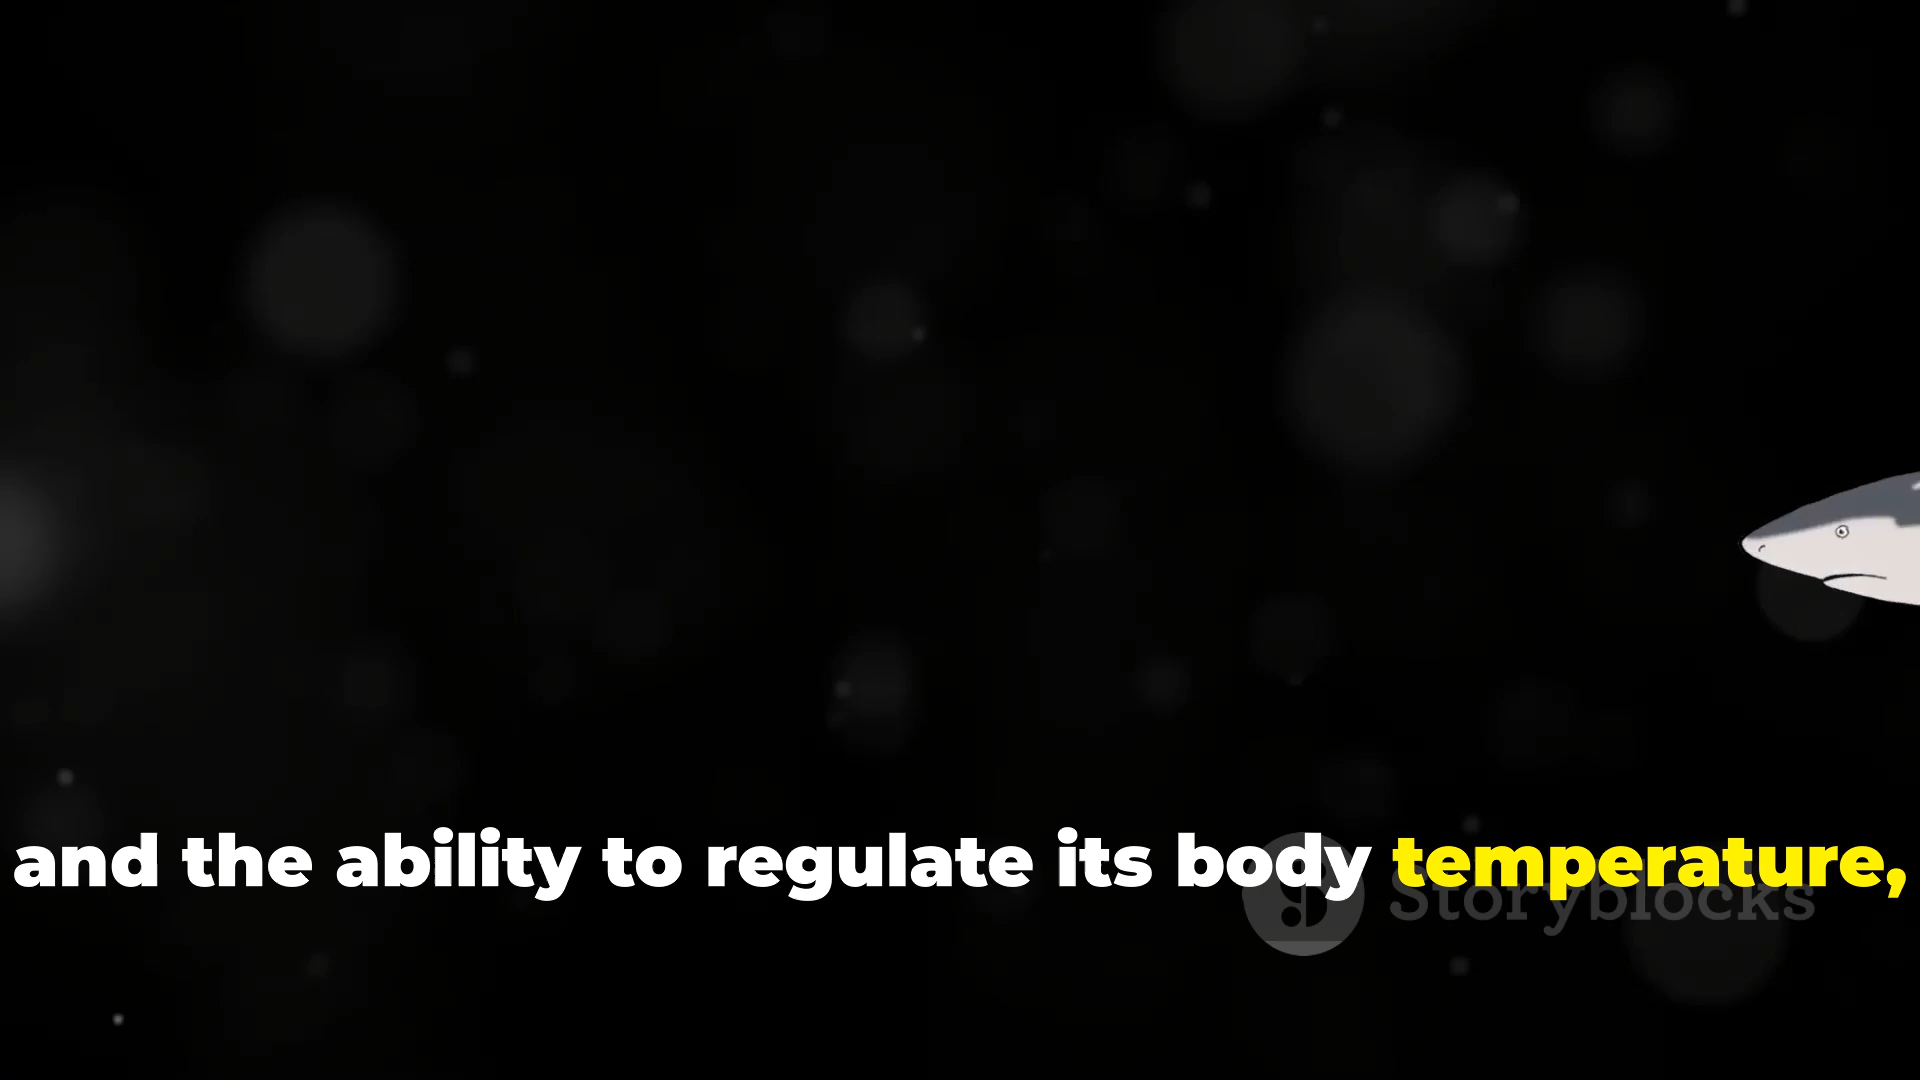 and the ability to regulate its body temperature,
Storyblocks